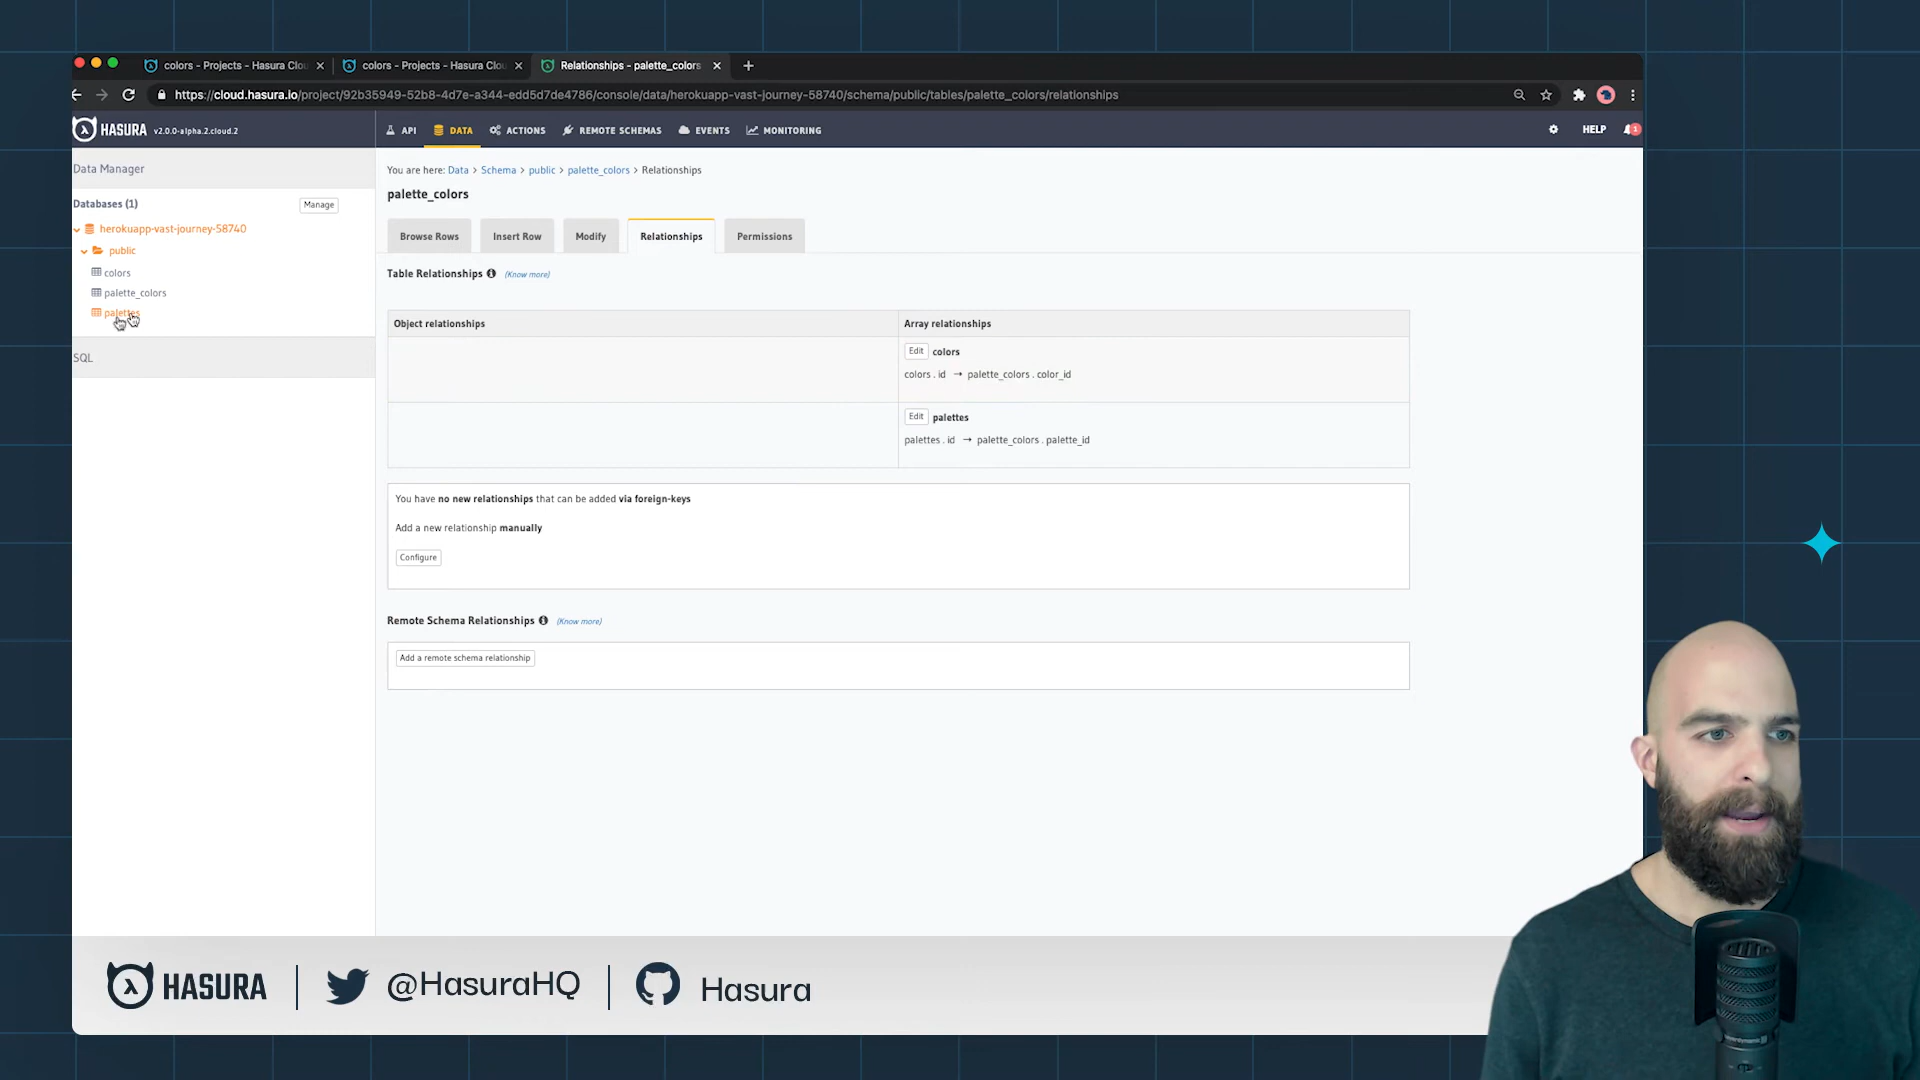 colors - Projects - Hasura Clou
colors - Projects - Hasura Clou
Relationships - palette_colors
https://cloud.hasura.io/project/92b35949-52b8-4d7e-a344-edd5d7de4786/console/data/herokuapp-vast-journey-58740/schema/public/tables/palette_colors/relationships
HASURA v2.0.0-alpha.2.cloud.2
API
DATA
ACTIONS
REMOTE SCHEMAS
EVENTS
MONITORING
HELP
1
Data Manager
Databases (1)
Manage
herokuapp-vast-journey-58740
public
colors
palette_colors
palettes
SQL
You are here: Data > Schema > public > palette_colors > Relationships
palette_colors
Browse Rows
Insert Row
Modify
Relationships
Permissions
Table Relationships (Know more)
Object relationships
Array relationships
Edit colors
colors . id → palette_colors . color_id
Edit palettes
palettes . id → palette_colors . palette_id
You have no new relationships that can be added via foreign-keys
Add a new relationship manually
Configure
Remote Schema Relationships (Know more)
Add a remote schema relationship
HASURA
@HasuraHQ
Hasura